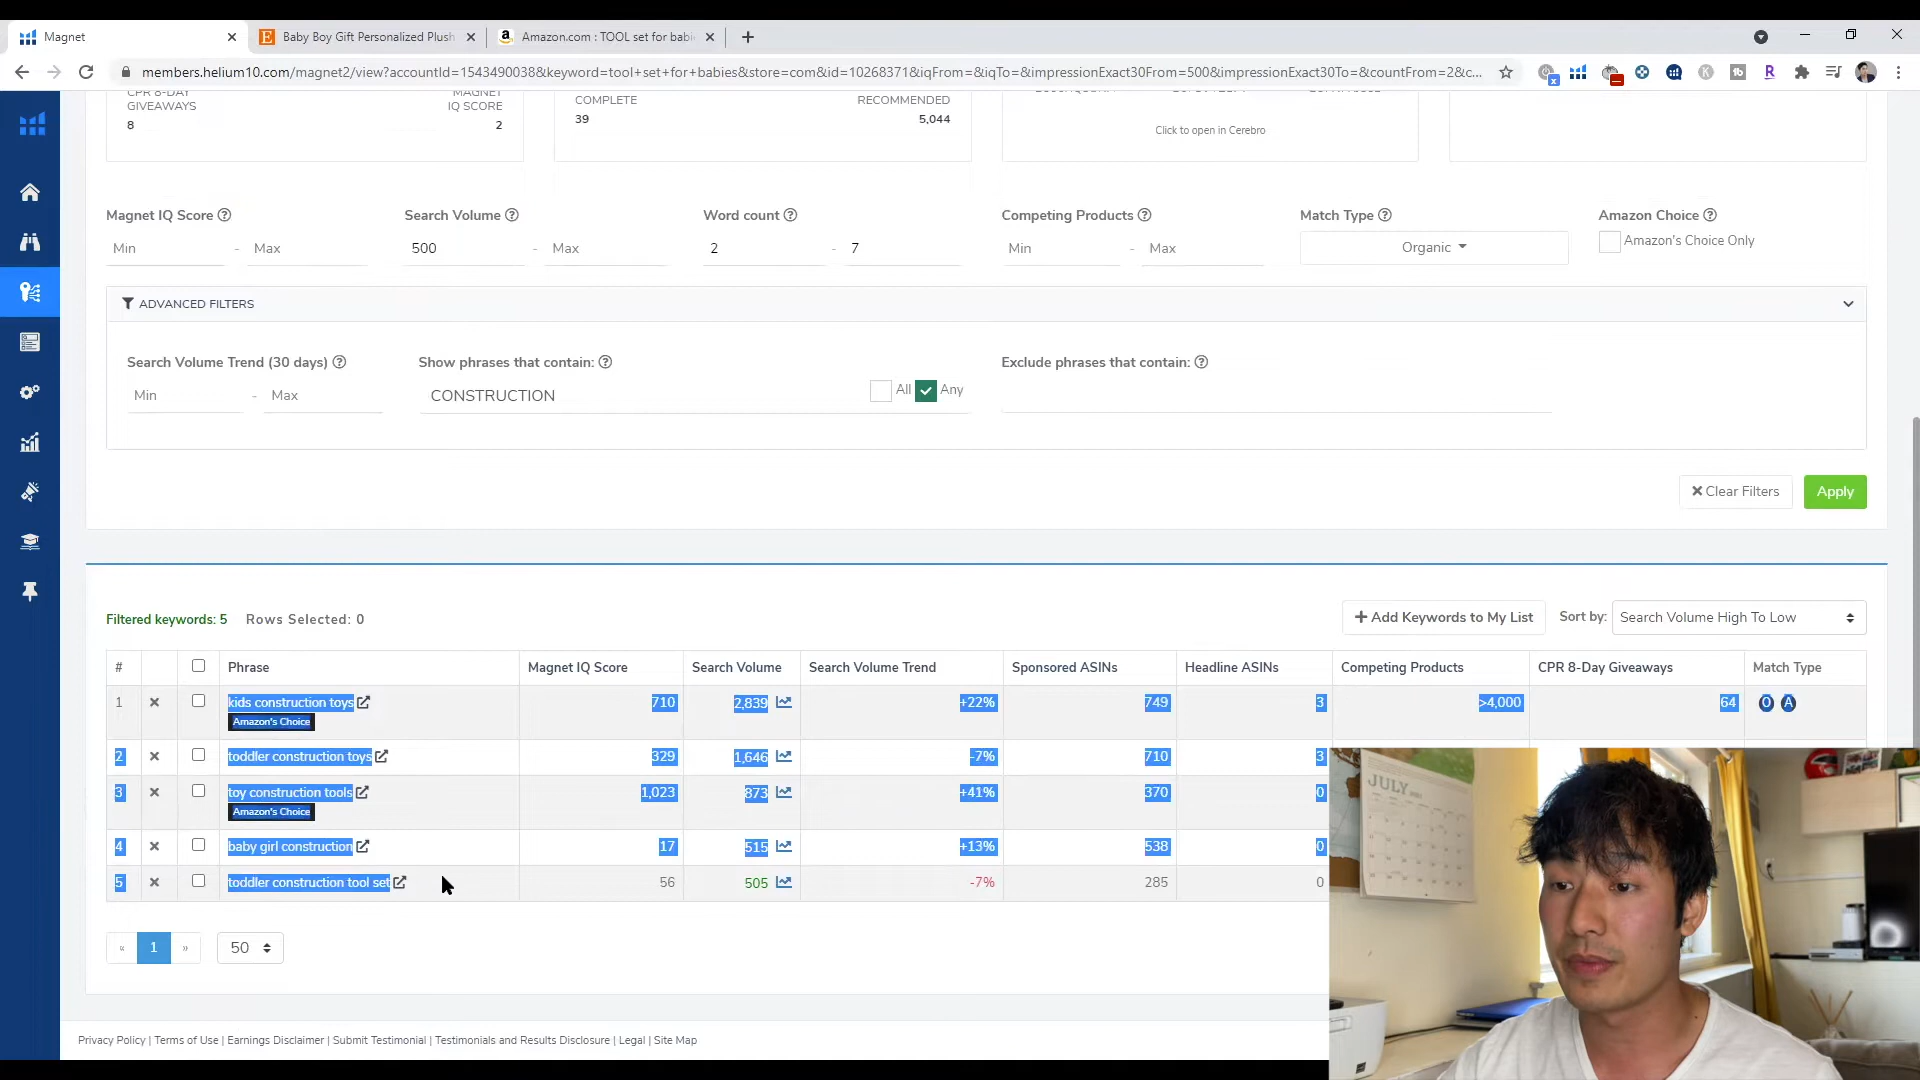 Magnet
Baby Boy Gift Personalized Plush
Amazon.com : TOOL set for babi
members.helium10.com/magnet2/view?accountId=1543490038&keyword=tool+set+for+babies&store=com&id=10268371&iqFrom=&iqTo=&impressionExact30From=500&impressionExact30To=&countFrom=2&c...
CPR 8-DAY GIVEAWAYS
MAGNET IQ SCORE
8
2
COMPLETE
RECOMMENDED
39
5,044
Click to open in Cerebro
Magnet IQ Score
Search Volume
Word count
Competing Products
Match Type
Amazon Choice
Min - Max
500 - Max
2 - 7
Min - Max
Organic
Amazon's Choice Only
ADVANCED FILTERS
Search Volume Trend (30 days)
Show phrases that contain:
Exclude phrases that contain:
Min - Max
CONSTRUCTION
All
Any
Clear Filters
Apply
Filtered keywords: 5
Rows Selected: 0
+ Add Keywords to My List
Sort by:
Search Volume High To Low
# Phrase Magnet IQ Score Search Volume Search Volume Trend Sponsored ASINs Headline ASINs Competing Products CPR 8-Day Giveaways Match Type
1 kids construction toys 710 2,839 +22% 749 3 >4,000 64 O A
Amazon's Choice
2 toddler construction toys 329 1,646 -7% 710 3
3 toy construction tools 1,023 873 +41% 370 0
Amazon's Choice
4 baby girl construction 17 515 +13% 538 0
5 toddler construction tool set 56 505 -7% 285 0
« 1 » 50
Privacy Policy | Terms of Use | Earnings Disclaimer | Submit Testimonial | Testimonials and Results Disclosure | Legal | Site Map
JULY